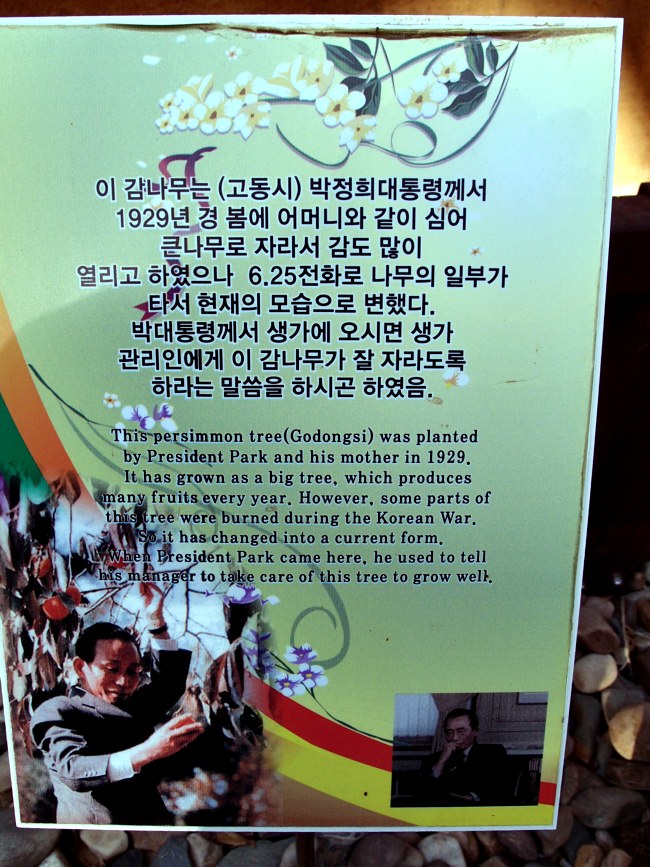 이 감나무는 (고동시) 박정희대통령께서
1929년 경 봄에 어머니와 같이 심어
큰나무로 자라서 감도 많이
열리고 하였으나 6.25전화로 나무의 일부가
타서 현재의 모습으로 변했다.
박대통령께서 생가에 오시면 생가
관리인에게 이 감나무가 잘 자라도록
하라는 말씀을 하시곤 하였음.
This persimmon tree(Godongsi) was planted
by President Park and his mother in 1929.
It has grown as a big tree, which produces
many fruits every year. However, some parts of
this tree were burned during the Korean War.
So it has changed into a current form.
When President Park came here, he used to tell
his manager to take care of this tree to grow well.